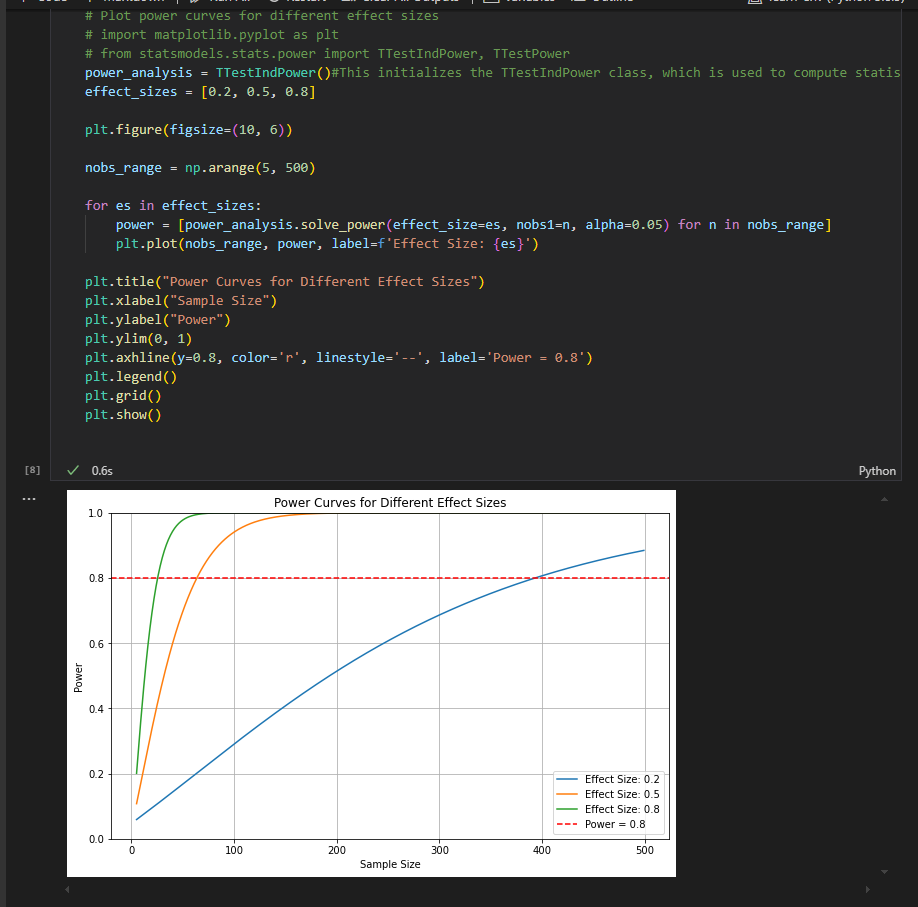 # Plot power curves for different effect sizes
# import matplotlib.pyplot as plt
# from statsmodels.stats.power import TTestIndPower, TTestPower
power_analysis = TTestIndPower()#This initializes the TTestIndPower class, which is used to compute statis
effect_sizes = [0.2, 0.5, 0.8]
plt.figure(figsize=(10, 6))
nobs_range = np.arange(5, 500)
for es in effect_sizes:
    power = [power_analysis.solve_power(effect_size=es, nobs1=n, alpha=0.05) for n in nobs_range]
    plt.plot(nobs_range, power, label=f'Effect Size: {es}')
plt.title("Power Curves for Different Effect Sizes")
plt.xlabel("Sample Size")
plt.ylabel("Power")
plt.ylim(0, 1)
plt.axhline(y=0.8, color='r', linestyle='--', label='Power = 0.8')
plt.legend()
plt.grid()
plt.show()
[8]
0.6s
Python
Power Curves for Different Effect Sizes
1.0
0.8
0.6
0.4
0.2
0.0
Power
0
100
200
300
400
500
Sample Size
Effect Size: 0.2
Effect Size: 0.5
Effect Size: 0.8
Power = 0.8